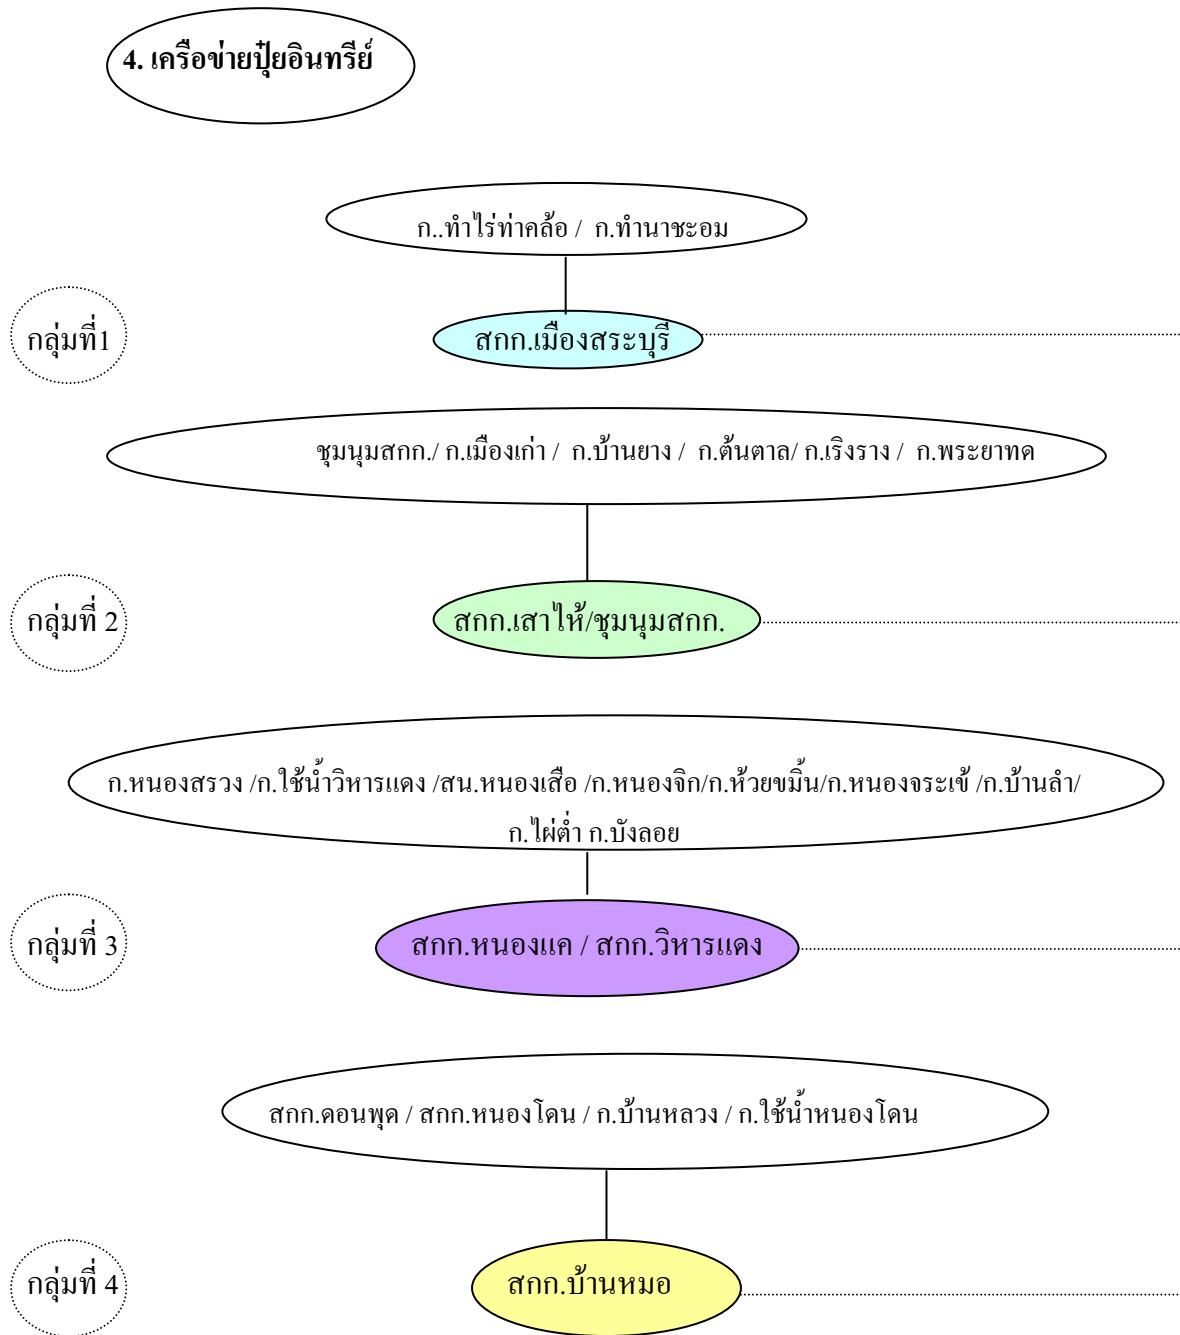 4. เครือข่ายปุ๋ยอินทรีย์
ก..ทำไร่ท่าคล้อ / ก.ทำนาชะอม
กลุ่มที่1
สกก.เมืองสระบุรี
ชุมนุมสกก./ ก.เมืองเก่า / ก.บ้านยาง / ก.ต้นตาล/ ก.เริงราง / ก.พระยาทด
กลุ่มที่ 2
สกก.เสาไห้/ชุมนุมสกก.
ก.หนองสรวง /ก.ใช้น้ำวิหารแดง /สน.หนองเสือ /ก.หนองจิก/ก.ห้วยขมิ้น/ก.หนองจระเข้ /ก.บ้านลำ/
ก.ไผ่ต่ำ ก.บังลอย
กลุ่มที่ 3
สกก.หนองแค / สกก.วิหารแดง
สกก.ดอนพุด / สกก.หนองโดน / ก.บ้านหลวง / ก.ใช้น้ำหนองโดน
กลุ่มที่ 4
สกก.บ้านหมอ